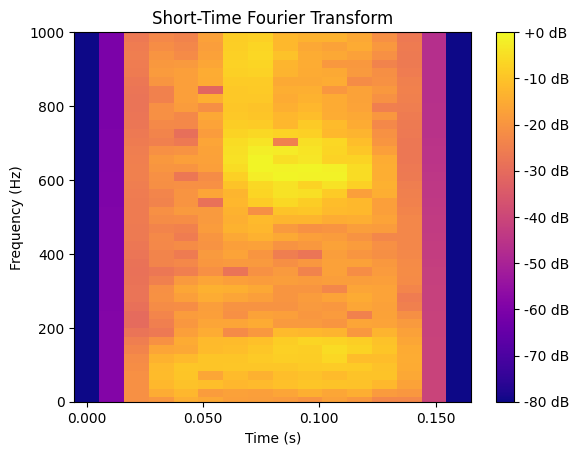 Short-Time Fourier Transform
1000
800
600
400
200
0
Frequency (Hz)
0.000
0.050
0.100
0.150
Time (s)
+0 dB
-10 dB
-20 dB
-30 dB
-40 dB
-50 dB
-60 dB
-70 dB
-80 dB